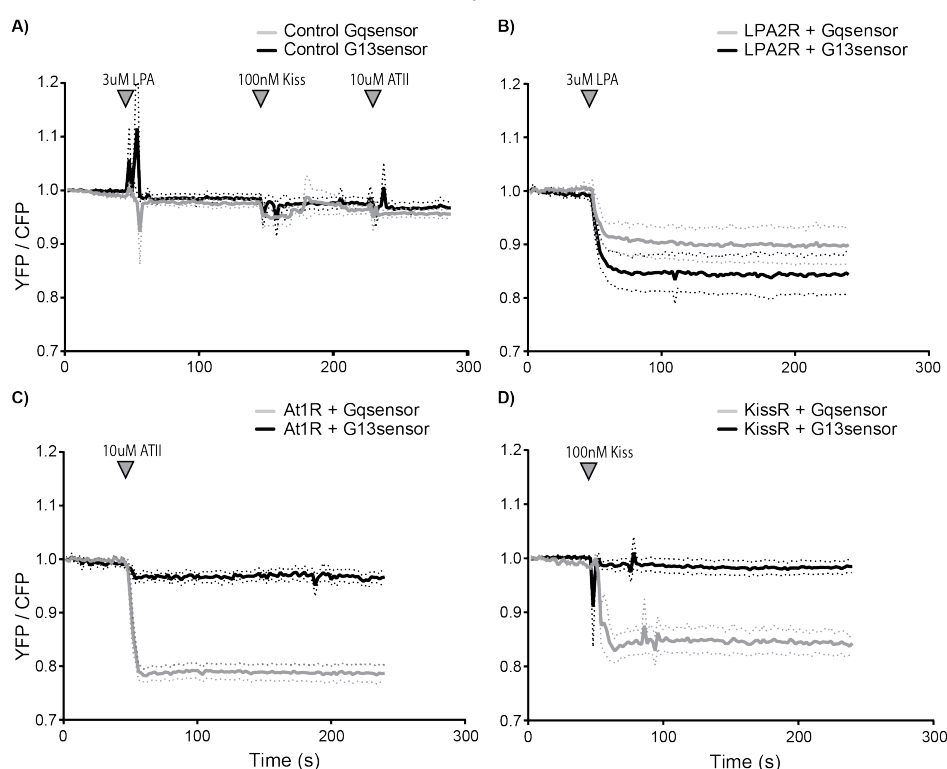 A)
Control Gqsensor
Control G13sensor
3uM LPA
100nM Kiss
10uM ATII
YFP / CFP
1.2
1.1
1.0
0.9
0.8
0.7
0
100
200
300
B)
LPA2R + Gqsensor
LPA2R + G13sensor
3uM LPA
1.2
1.1
1.0
0.9
0.8
0.7
0
100
200
300
C)
At1R + Gqsensor
At1R + G13sensor
10uM ATII
YFP / CFP
1.2
1.1
1.0
0.9
0.8
0.7
0
100
200
300
Time (s)
D)
KissR + Gqsensor
KissR + G13sensor
100nM Kiss
1.2
1.1
1.0
0.9
0.8
0.7
0
100
200
300
Time (s)